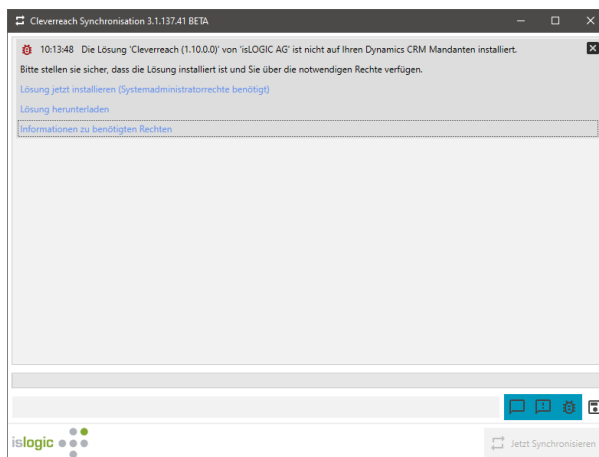 Cleverreach Synchronisation 3.1.137.41 BETA
10:13:48 Die Lösung 'Cleverreach (1.10.0.0)' von 'isLOGIC AG' ist nicht auf Ihren Dynamics CRM Mandanten installiert.
Bitte stellen sie sicher, dass die Lösung installiert ist und Sie über die notwendigen Rechte verfügen.
Lösung jetzt installieren (Systemadministratorrechte benötigt)
Lösung herunterladen
Informationen zu benötigten Rechten
islogic
Jetzt Synchronisieren